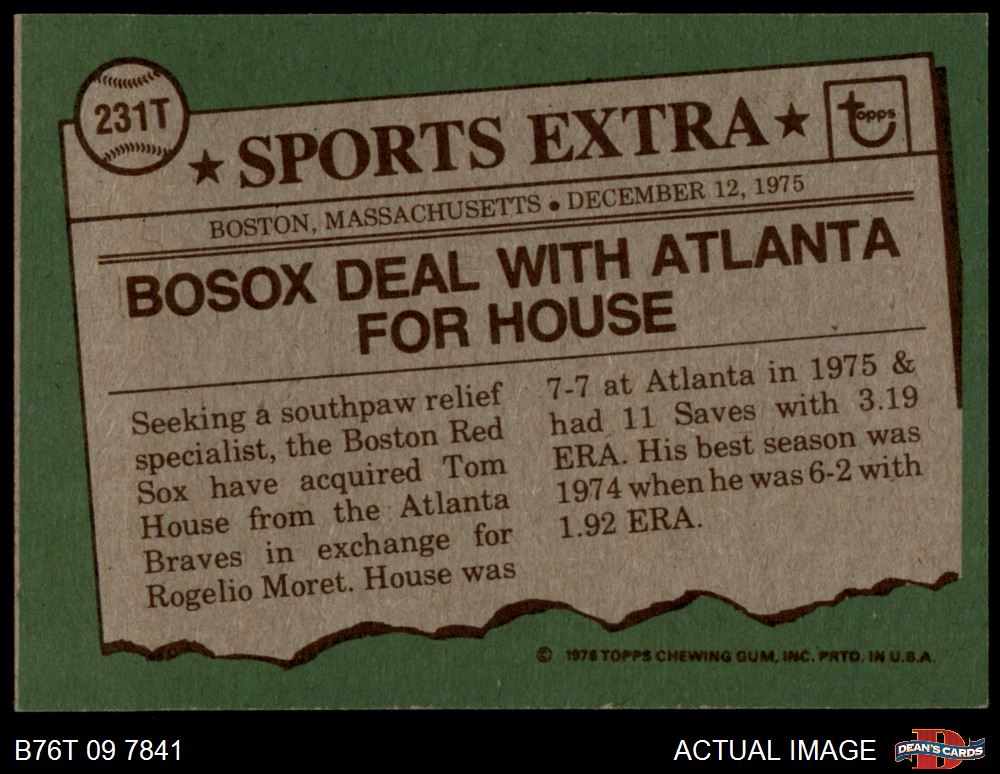 231T
★ SPORTS EXTRA ★
topps
BOSTON, MASSACHUSETTS • DECEMBER 12, 1975
BOSOX DEAL WITH ATLANTA
FOR HOUSE
Seeking a southpaw relief
specialist, the Boston Red
Sox have acquired Tom
House from the Atlanta
Braves in exchange for
Rogelio Moret. House was
7-7 at Atlanta in 1975 &
had 11 Saves with 3.19
ERA. His best season was
1974 when he was 6-2 with
1.92 ERA.
© 1976 TOPPS CHEWING GUM, INC. PRTD. IN U.S.A.
B76T 09 7841
ACTUAL IMAGE
D
DEAN'S CARDS